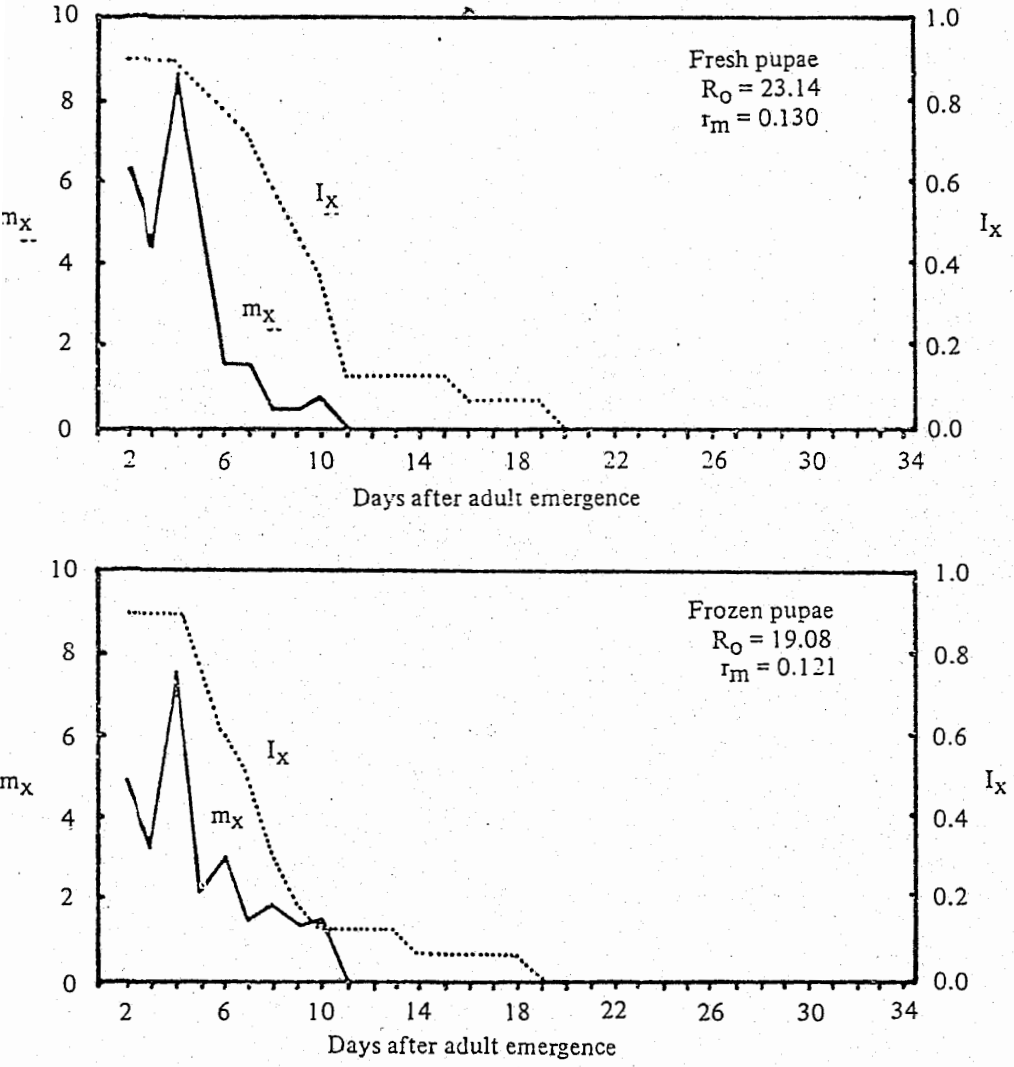 10
8
6
4
2
0
mx
1.0
0.8
0.6
0.4
0.2
0.0
Ix
Fresh pupae
Ro = 23.14
rm = 0.130
Ix
mx
2 6 10 14 18 22 26 30 34
Days after adult emergence
10
8
6
4
2
0
mx
1.0
0.8
0.6
0.4
0.2
0.0
Ix
Frozen pupae
Ro = 19.08
rm = 0.121
Ix
mx
2 6 10 14 18 22 26 30 34
Days after adult emergence